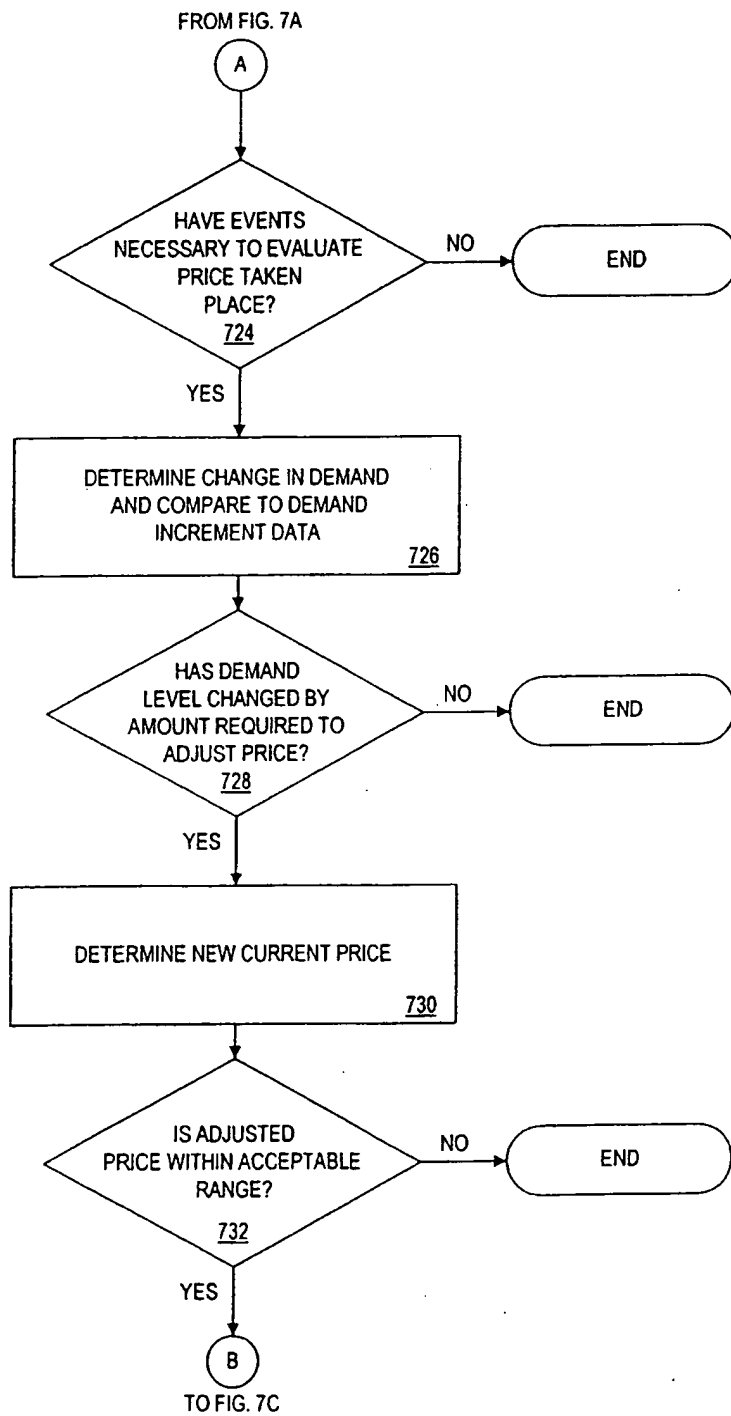 FROM FIG. 7A
A
HAVE EVENTS
NECESSARY TO EVALUATE
PRICE TAKEN
PLACE?
724
NO
END
YES
DETERMINE CHANGE IN DEMAND
AND COMPARE TO DEMAND
INCREMENT DATA
726
HAS DEMAND
LEVEL CHANGED BY
AMOUNT REQUIRED TO
ADJUST PRICE?
728
NO
END
YES
DETERMINE NEW CURRENT PRICE
730
IS ADJUSTED
PRICE WITHIN ACCEPTABLE
RANGE?
732
NO
END
YES
B
TO FIG. 7C